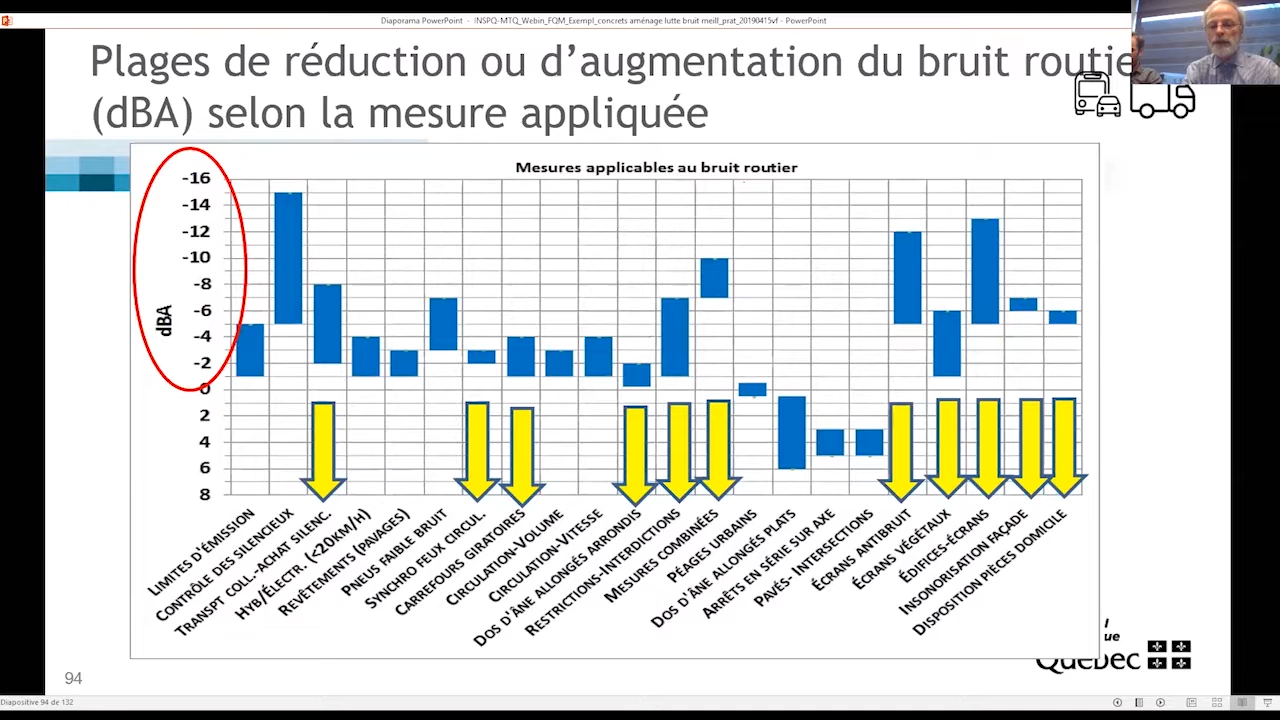 Diaporama PowerPoint - INSPQ-MTQ_Webin_FQM_Exempl_concrets aménage lutte bruit meill_prat_20190415vf - PowerPoint
Plages de réduction ou d’augmentation du bruit routie
(dBA) selon la mesure appliquée
Mesures applicables au bruit routier
-16
-14
-12
-10
-8
-6
-4
-2
0
2
4
6
8
dBA
LIMITES D'ÉMISSION
CONTRÔLE DES SILENCIEUX
TRANSPT COLL.-ACHAT SILENC.
HYB/ÉLECTR. (<20KM/H)
REVÊTEMENTS (PAVAGES)
PNEUS FAIBLE BRUIT
SYNCHRO FEUX CIRCUL.
CARREFOURS GIRATOIRES
CIRCULATION-VOLUME
CIRCULATION-VITESSE
DOS D'ÂNE ALLONGÉS ARRONDIS
RESTRICTIONS-INTERDICTIONS
MESURES COMBINÉES
PÉAGES URBAINS
DOS D'ÂNE ALLONGÉS PLATS
ARRÊTS EN SÉRIE SUR AXE
PAVÉS- INTERSECTIONS
ÉCRANS ANTIBRUIT
ÉCRANS VÉGÉTAUX
ÉDIFICES-ÉCRANS
INSONORISATION FAÇADE
DISPOSITION PIÈCES DOMICILE
ue
Québec
94
Diapositive 94 de 132